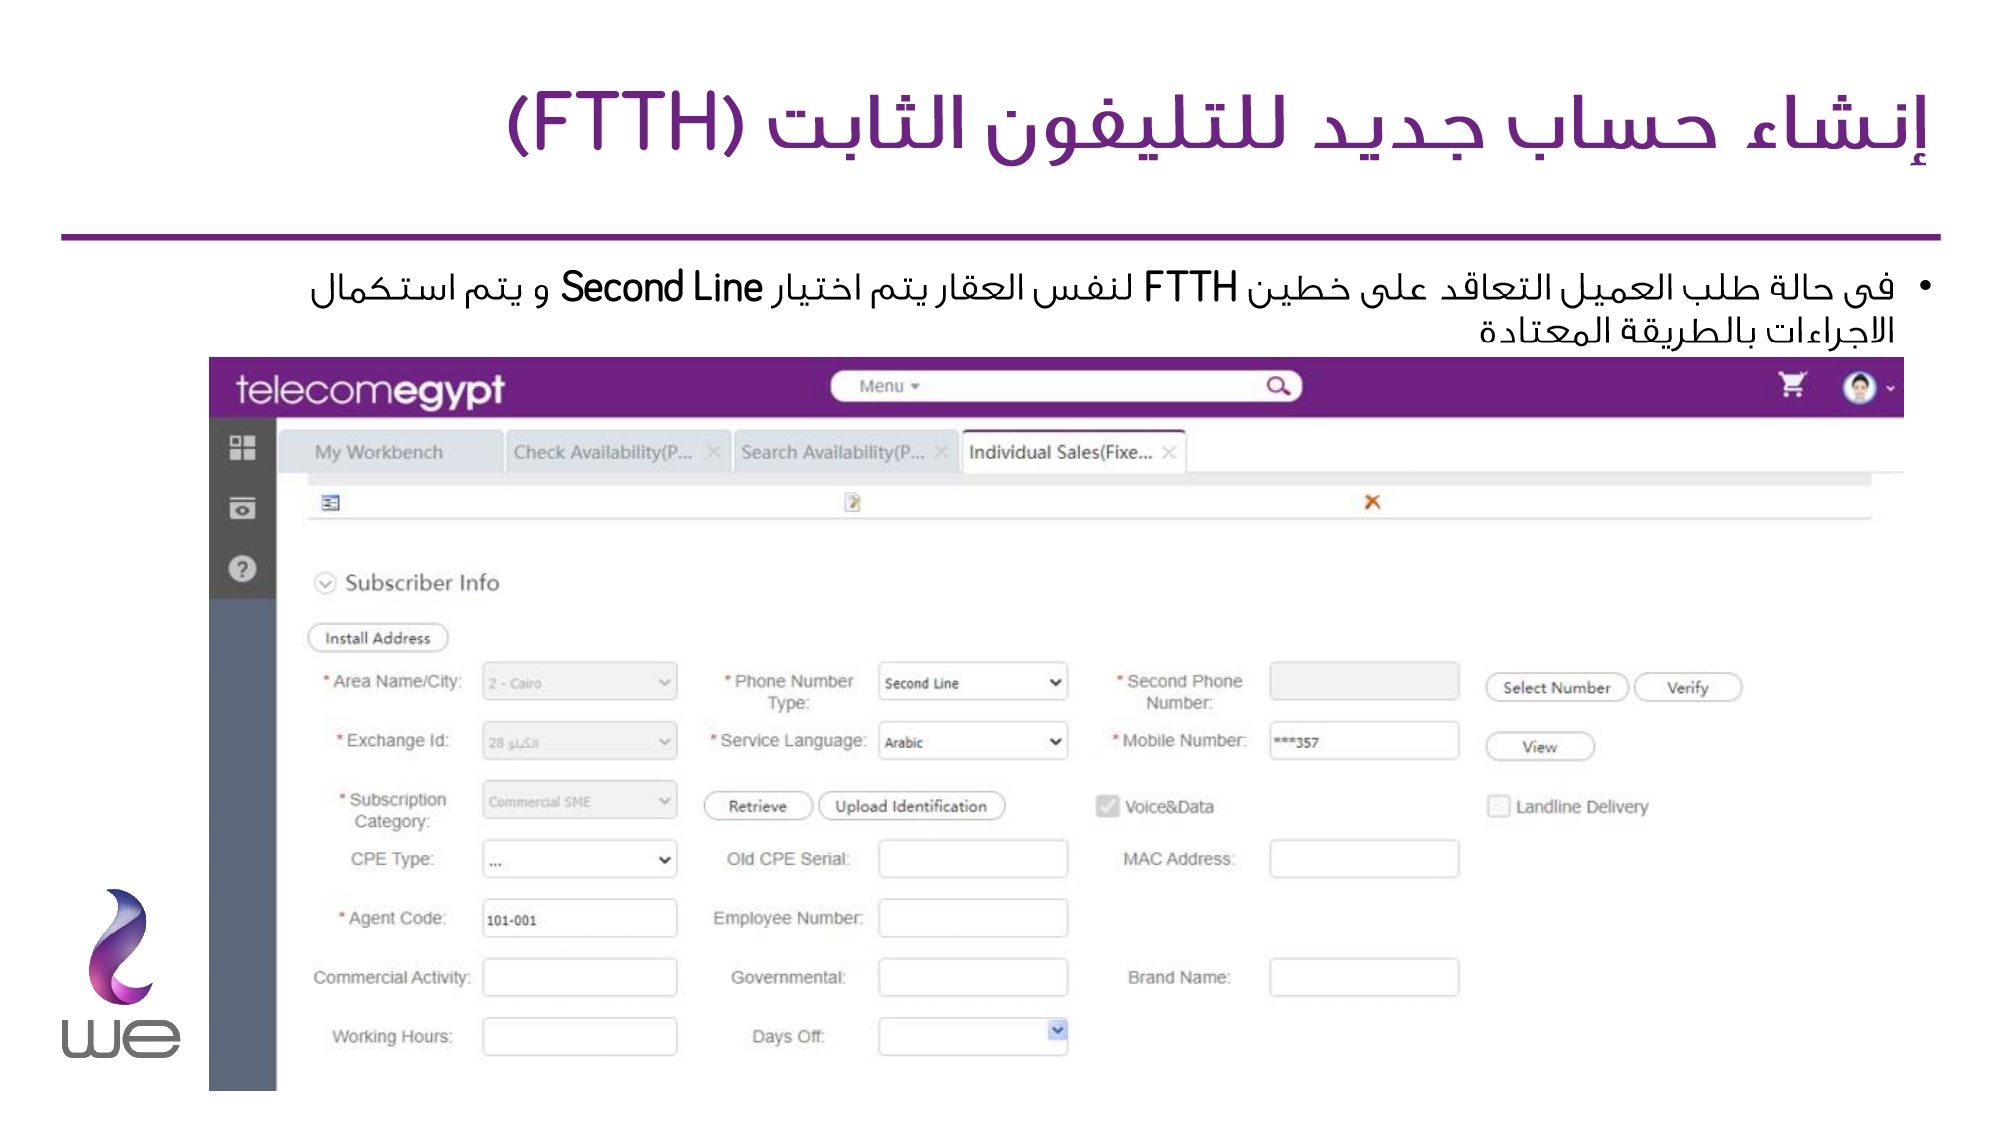 إنشاء حساب جديد للتليفون الثابت (FTTH)
• فى حالة طلب العميل التعاقد على خطين FTTH لنفس العقار يتم اختيار Second Line و يتم استكمال
الاجراءات بالطريقة المعتادة
telecomegypt
Menu
My Workbench
Check Availability(P...
Search Availability(P...
Individual Sales(Fixe...
Subscriber Info
Install Address
* Area Name/City: 2 - Cairo
* Phone Number Type: Second Line
* Second Phone Number:
Select Number
Verify
* Exchange Id: الكيلو 28
* Service Language: Arabic
* Mobile Number: ***357
View
* Subscription Category: Commercial SME
Retrieve
Upload Identification
Voice&Data
Landline Delivery
CPE Type: ...
Old CPE Serial:
MAC Address:
* Agent Code: 101-001
Employee Number:
Commercial Activity:
Governmental:
Brand Name:
Working Hours:
Days Off:
we